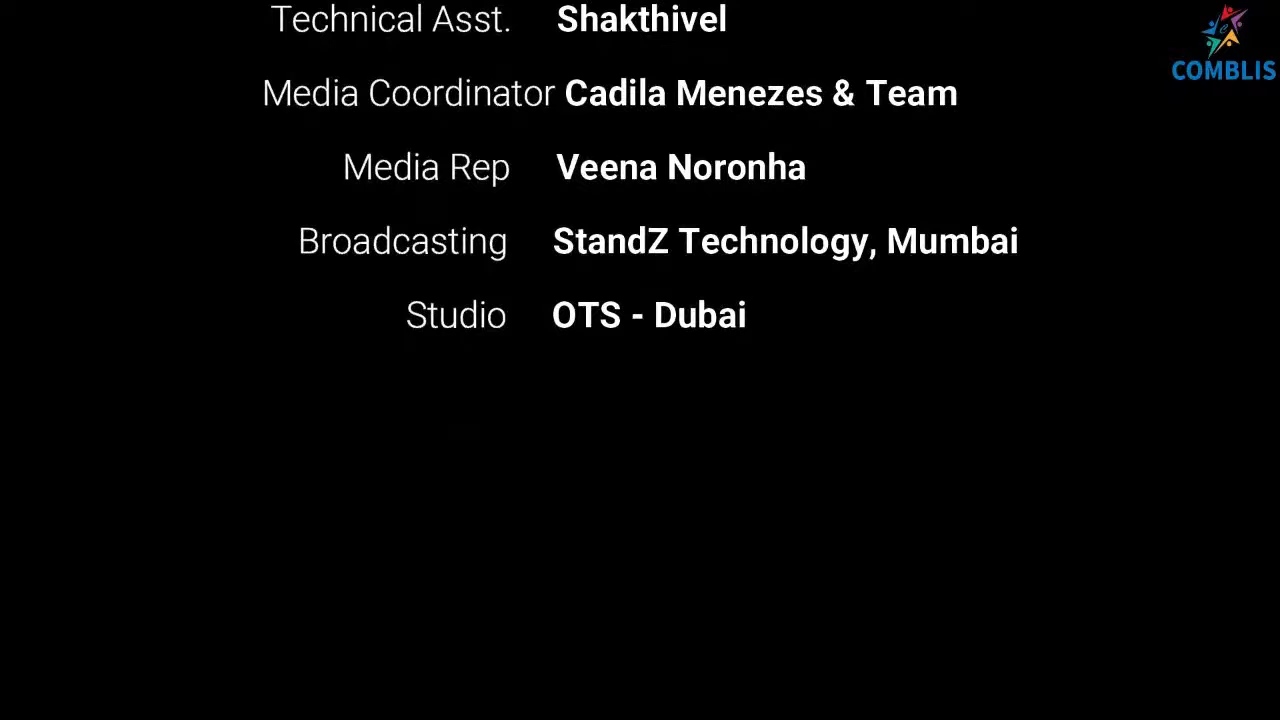 Technical Asst. Shakthivel
COMBLIS
Media Coordinator Cadila Menezes & Team
Media Rep Veena Noronha
Broadcasting StandZ Technology, Mumbai
Studio OTS - Dubai